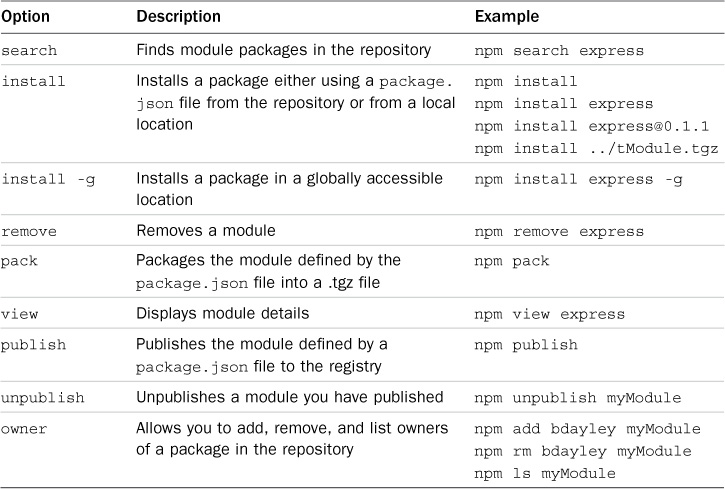 Option Description Example
search Finds module packages in the repository npm search express
install Installs a package either using a package. npm install
json file from the repository or from a local npm install express
location npm install express@0.1.1
npm install ../tModule.tgz
install -g Installs a package in a globally accessible npm install express -g
location
remove Removes a module npm remove express
pack Packages the module defined by the npm pack
package.json file into a .tgz file
view Displays module details npm view express
publish Publishes the module defined by a npm publish
package.json file to the registry
unpublish Unpublishes a module you have published npm unpublish myModule
owner Allows you to add, remove, and list owners npm add bdayley myModule
of a package in the repository npm rm bdayley myModule
npm ls myModule